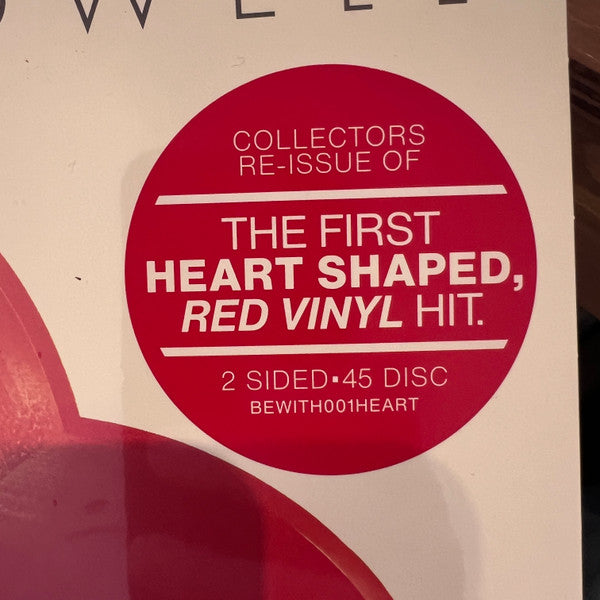 COLLECTORS
RE-ISSUE OF
THE FIRST
HEART SHAPED,
RED VINYL HIT.
2 SIDED▪45 DISC
BEWITH001HEART